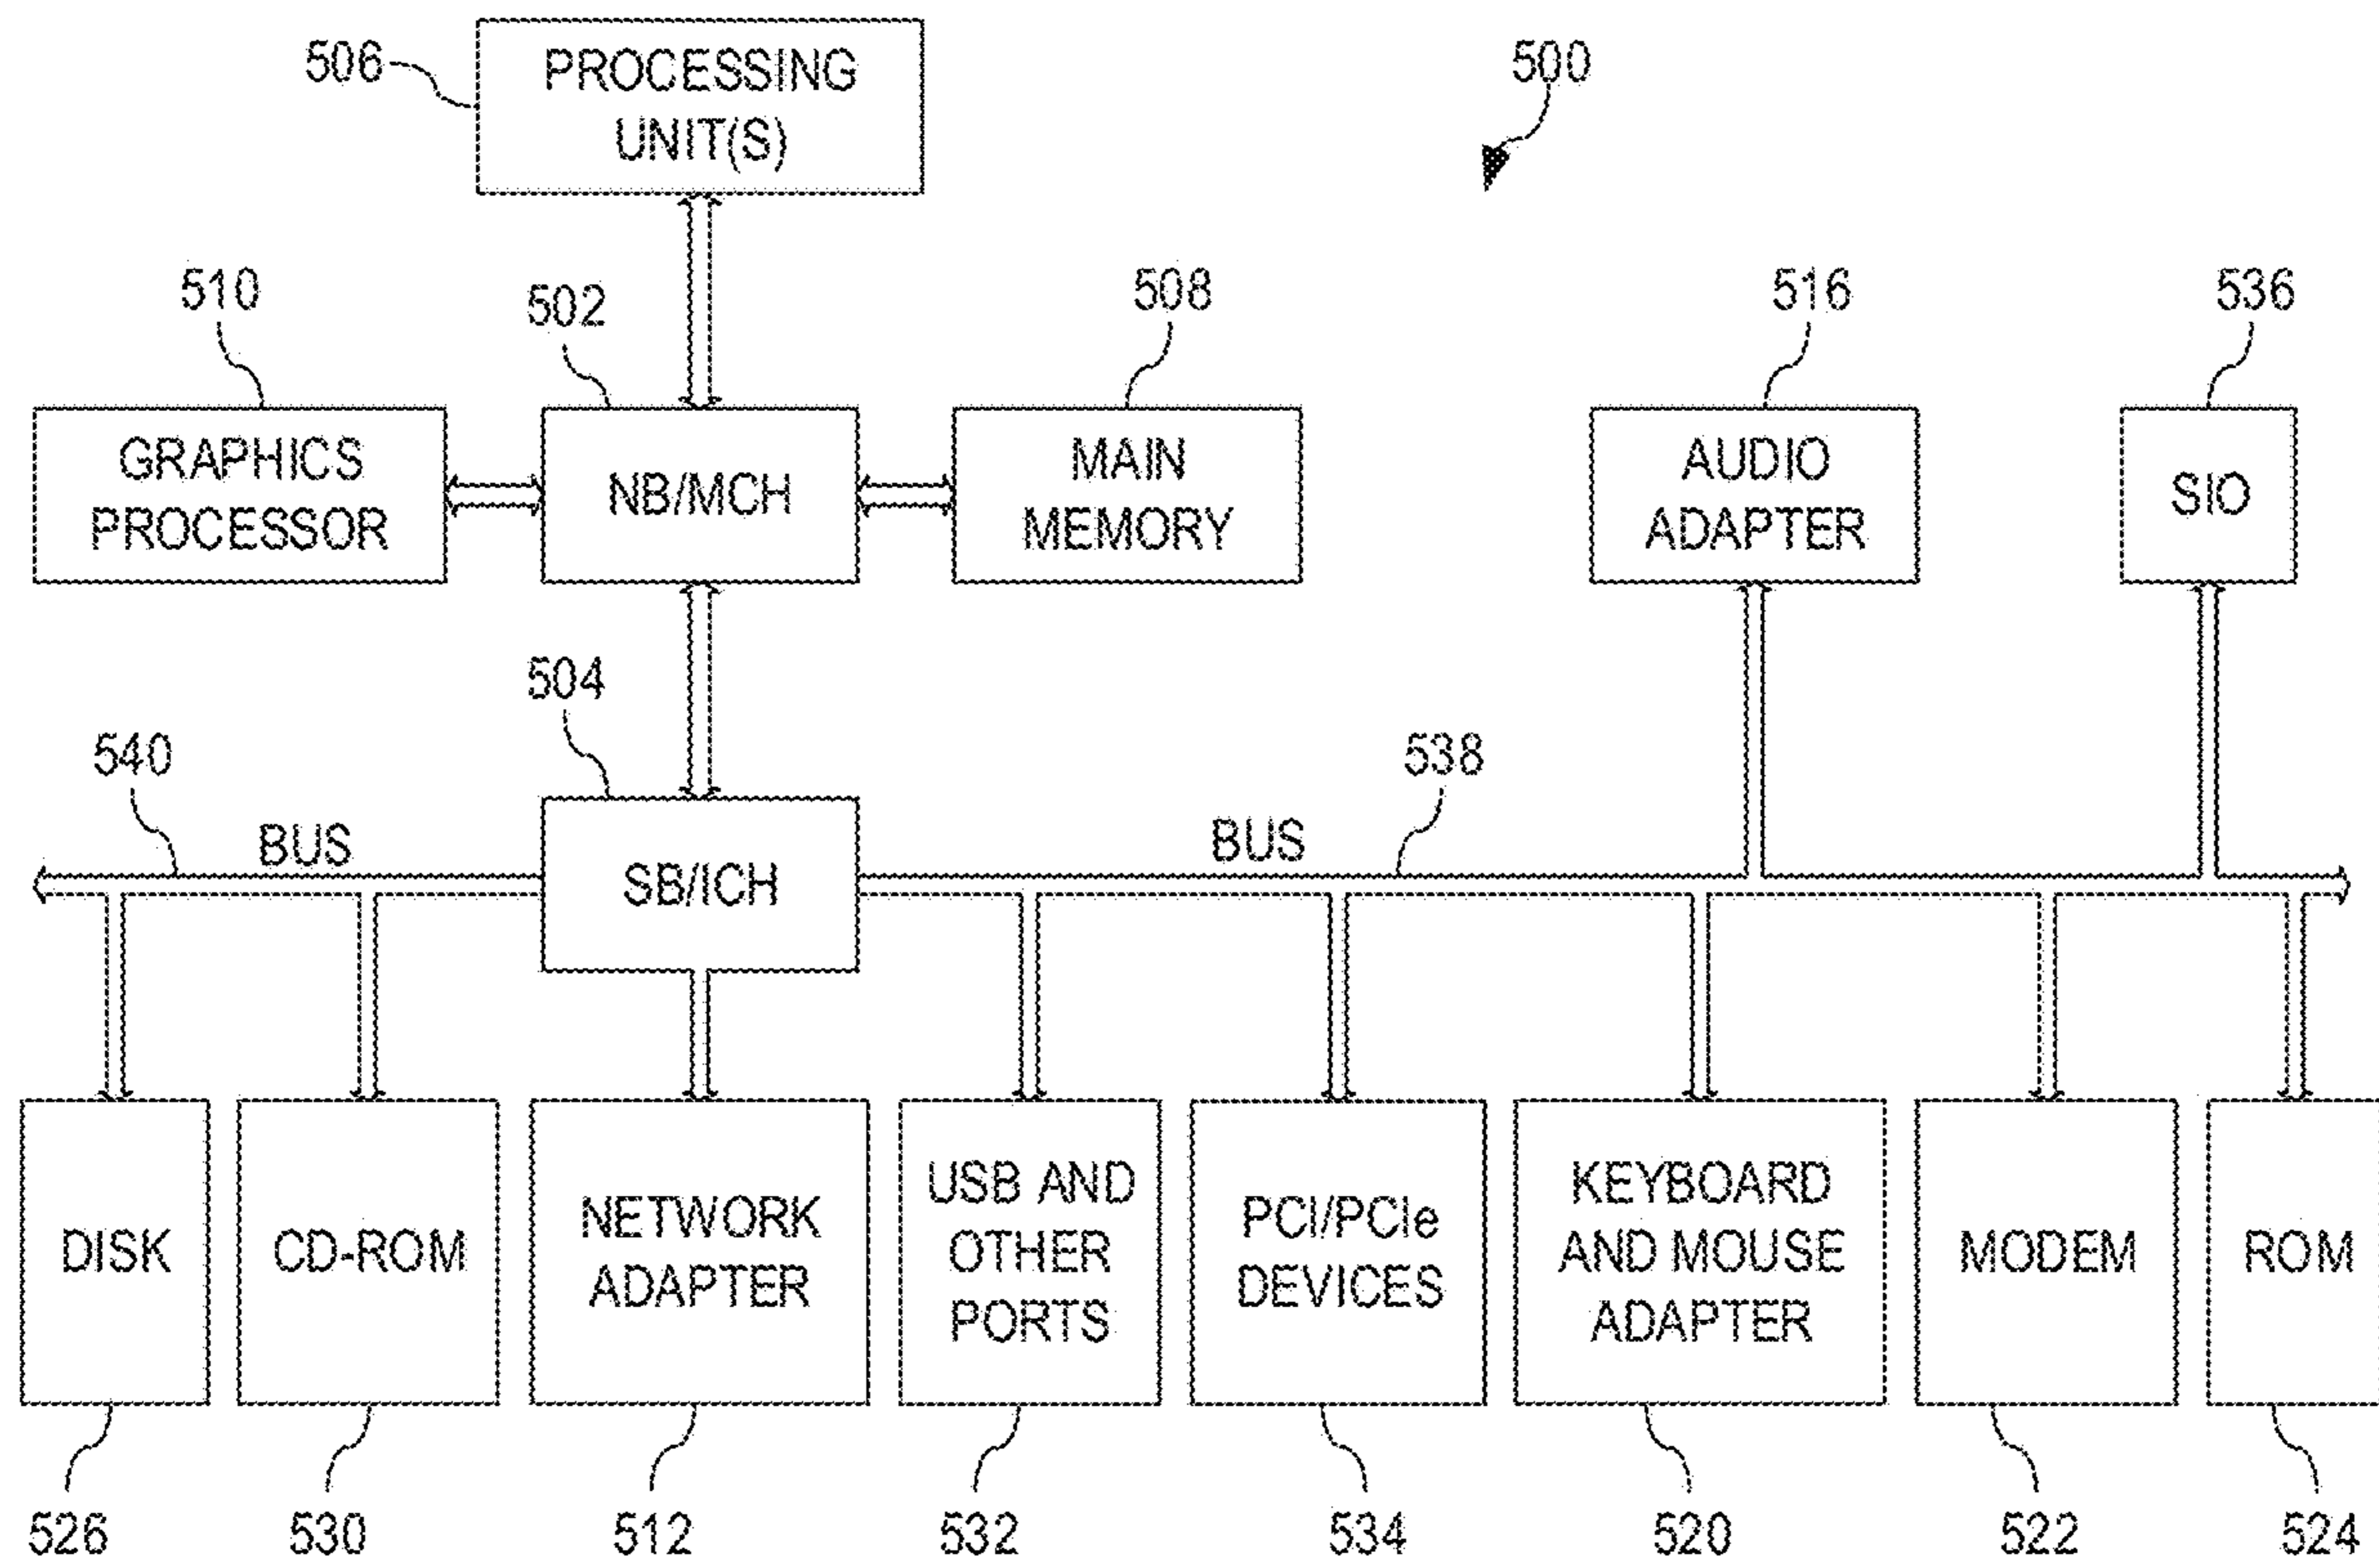 506
PROCESSING
UNIT(S)
500
510
502
508
516
536
GRAPHICS
PROCESSOR
NB/MCH
MAIN
MEMORY
AUDIO
ADAPTER
SIO
504
540
538
BUS
BUS
SB/ICH
DISK
CD-ROM
NETWORK
ADAPTER
USB AND
OTHER
PORTS
PCI/PCIe
DEVICES
KEYBOARD
AND MOUSE
ADAPTER
MODEM
ROM
526
530
512
532
534
520
522
524